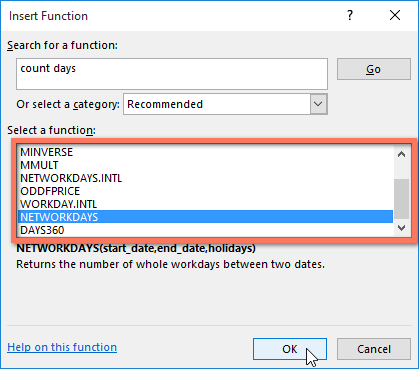 Insert Function
Search for a function:
count days
Go
Or select a category: Recommended
Select a function:
MINVERSE
MMULT
NETWORKDAYS.INTL
ODDFPRICE
WORKDAY.INTL
NETWORKDAYS
DAYS360
NETWORKDAYS(start_date,end_date,holidays)
Returns the number of whole workdays between two dates.
Help on this function
OK
Cancel